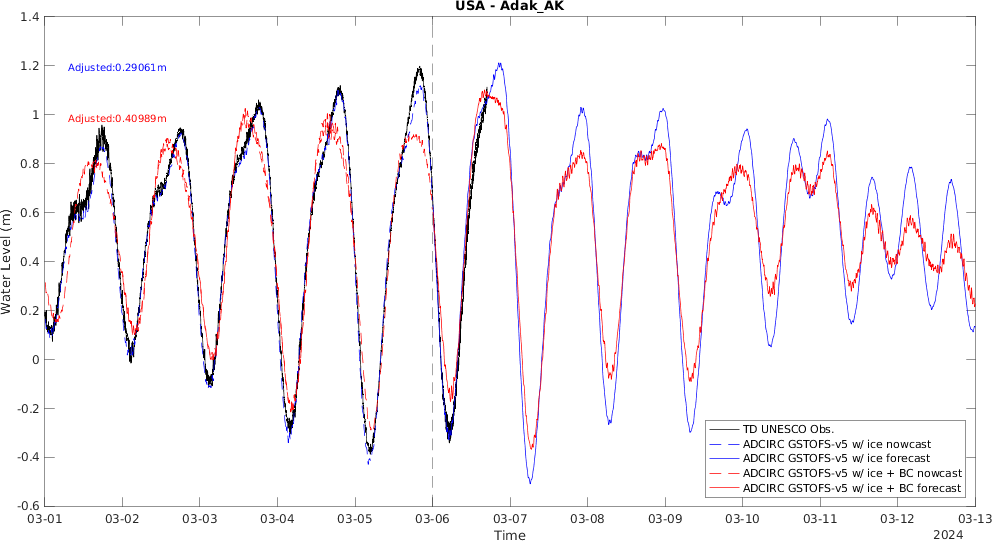 USA - Adak_AK
1.4
1.2
1
0.8
0.6
0.4
0.2
0
-0.2
-0.4
-0.6
Water Level (m)
Adjusted:0.29061m
Adjusted:0.40989m
TD UNESCO Obs.
ADCIRC GSTOFS-v5 w/ ice nowcast
ADCIRC GSTOFS-v5 w/ ice forecast
ADCIRC GSTOFS-v5 w/ ice + BC nowcast
ADCIRC GSTOFS-v5 w/ ice + BC forecast
03-01 03-02 03-03 03-04 03-05 03-06 03-07 03-08 03-09 03-10 03-11 03-12 03-13
Time
2024